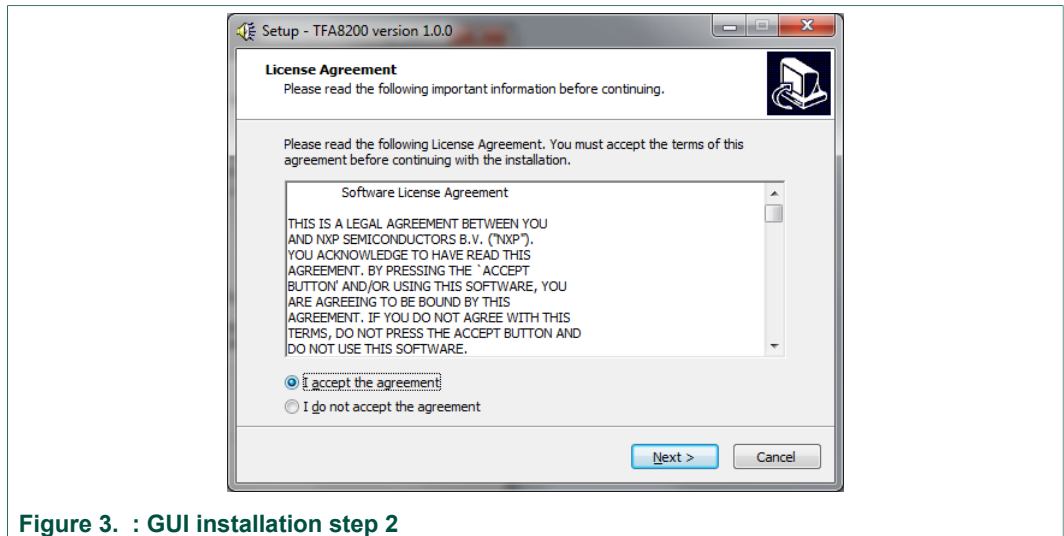 Setup - TFA8200 version 1.0.0
License Agreement
Please read the following important information before continuing.
Please read the following License Agreement. You must accept the terms of this
agreement before continuing with the installation.
Software License Agreement
THIS IS A LEGAL AGREEMENT BETWEEN YOU
AND NXP SEMICONDUCTORS B.V. ("NXP").
YOU ACKNOWLEDGE TO HAVE READ THIS
AGREEMENT. BY PRESSING THE `ACCEPT
BUTTON' AND/OR USING THIS SOFTWARE, YOU
ARE AGREEING TO BE BOUND BY THIS
AGREEMENT. IF YOU DO NOT AGREE WITH THIS
TERMS, DO NOT PRESS THE ACCEPT BUTTON AND
DO NOT USE THIS SOFTWARE.
I accept the agreement
I do not accept the agreement
Next > Cancel
Figure 3. : GUI installation step 2